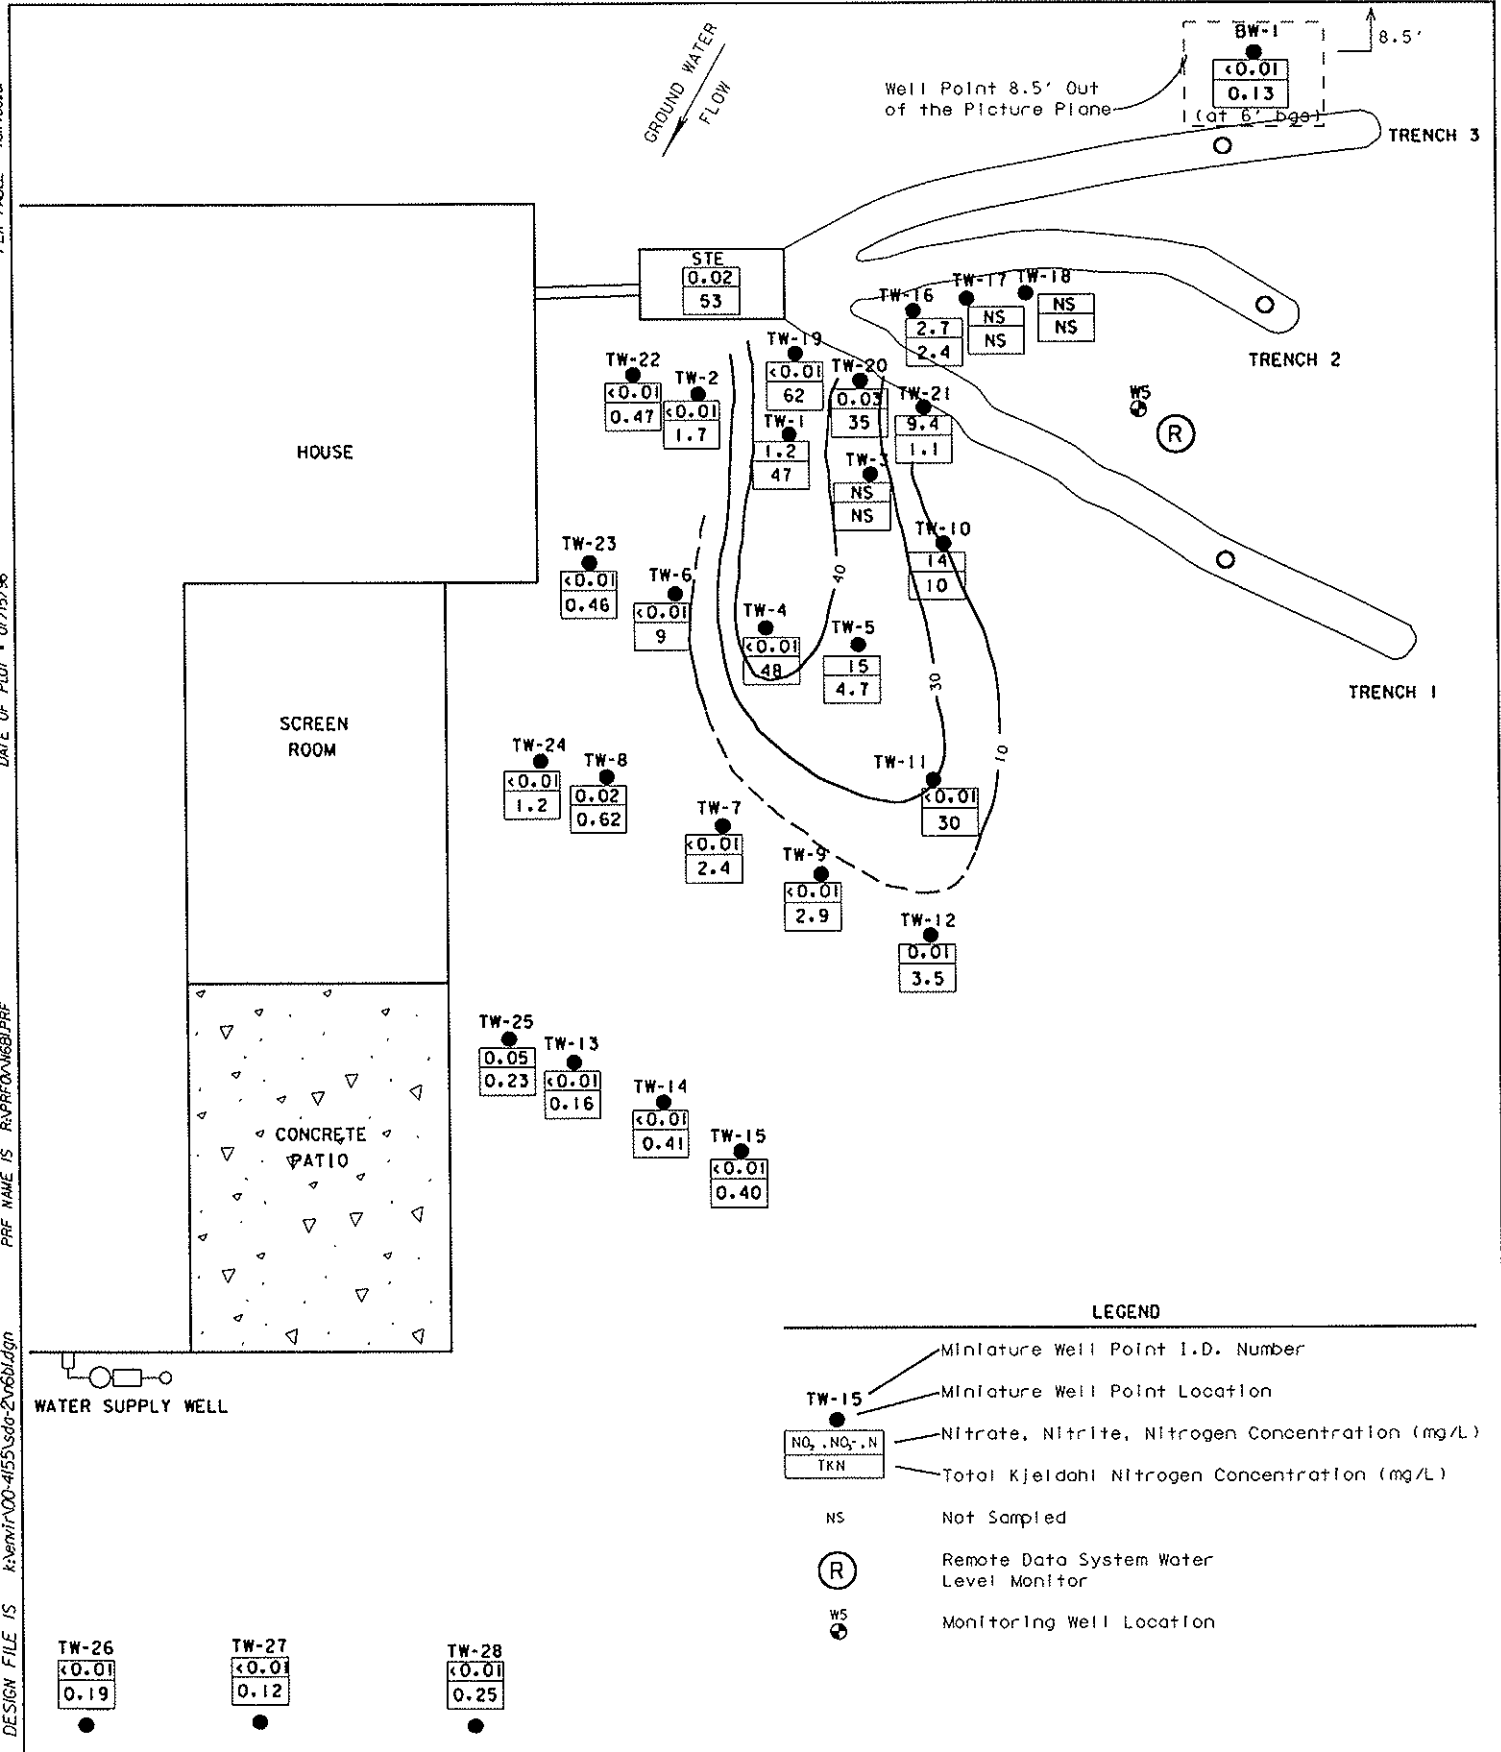 BW-1
<0.01
0.13
(at 6' bgs)
8.5'
Well Point 8.5' Out
of the Picture Plane
GROUND WATER
FLOW
TRENCH 3
STE
0.02
53
TW-16
2.7
2.4
TW-17
NS
NS
TW-18
NS
NS
TRENCH 2
TW-19
<0.01
62
TW-20
0.03
35
TW-21
9.4
1.1
TW-22
<0.01
0.47
TW-2
<0.01
1.7
TW-1
1.2
47
TW-3
NS
NS
W5
R
HOUSE
TW-10
14
10
TW-23
<0.01
0.46
TW-6
<0.01
9
40
TW-4
<0.01
48
TW-5
15
4.7
30
10
TRENCH 1
SCREEN
ROOM
TW-24
<0.01
1.2
TW-8
0.02
0.62
TW-11
<0.01
30
TW-7
<0.01
2.4
TW-9
<0.01
2.9
TW-12
0.01
3.5
TW-25
0.05
0.23
TW-13
<0.01
0.16
TW-14
<0.01
0.41
TW-15
<0.01
0.40
CONCRETE
PATIO
WATER SUPPLY WELL
LEGEND
Miniature Well Point I.D. Number
TW-15
Miniature Well Point Location
Nitrate, Nitrite, Nitrogen Concentration (mg/L)
TKN
Total Kjeldahl Nitrogen Concentration (mg/L)
NS
Not Sampled
R
Remote Data System Water
Level Monitor
W5
Monitoring Well Location
TW-26
<0.01
0.19
TW-27
<0.01
0.12
TW-28
<0.01
0.25
DESIGN FILE IS
PRF NAME IS
DATE OF PLOT